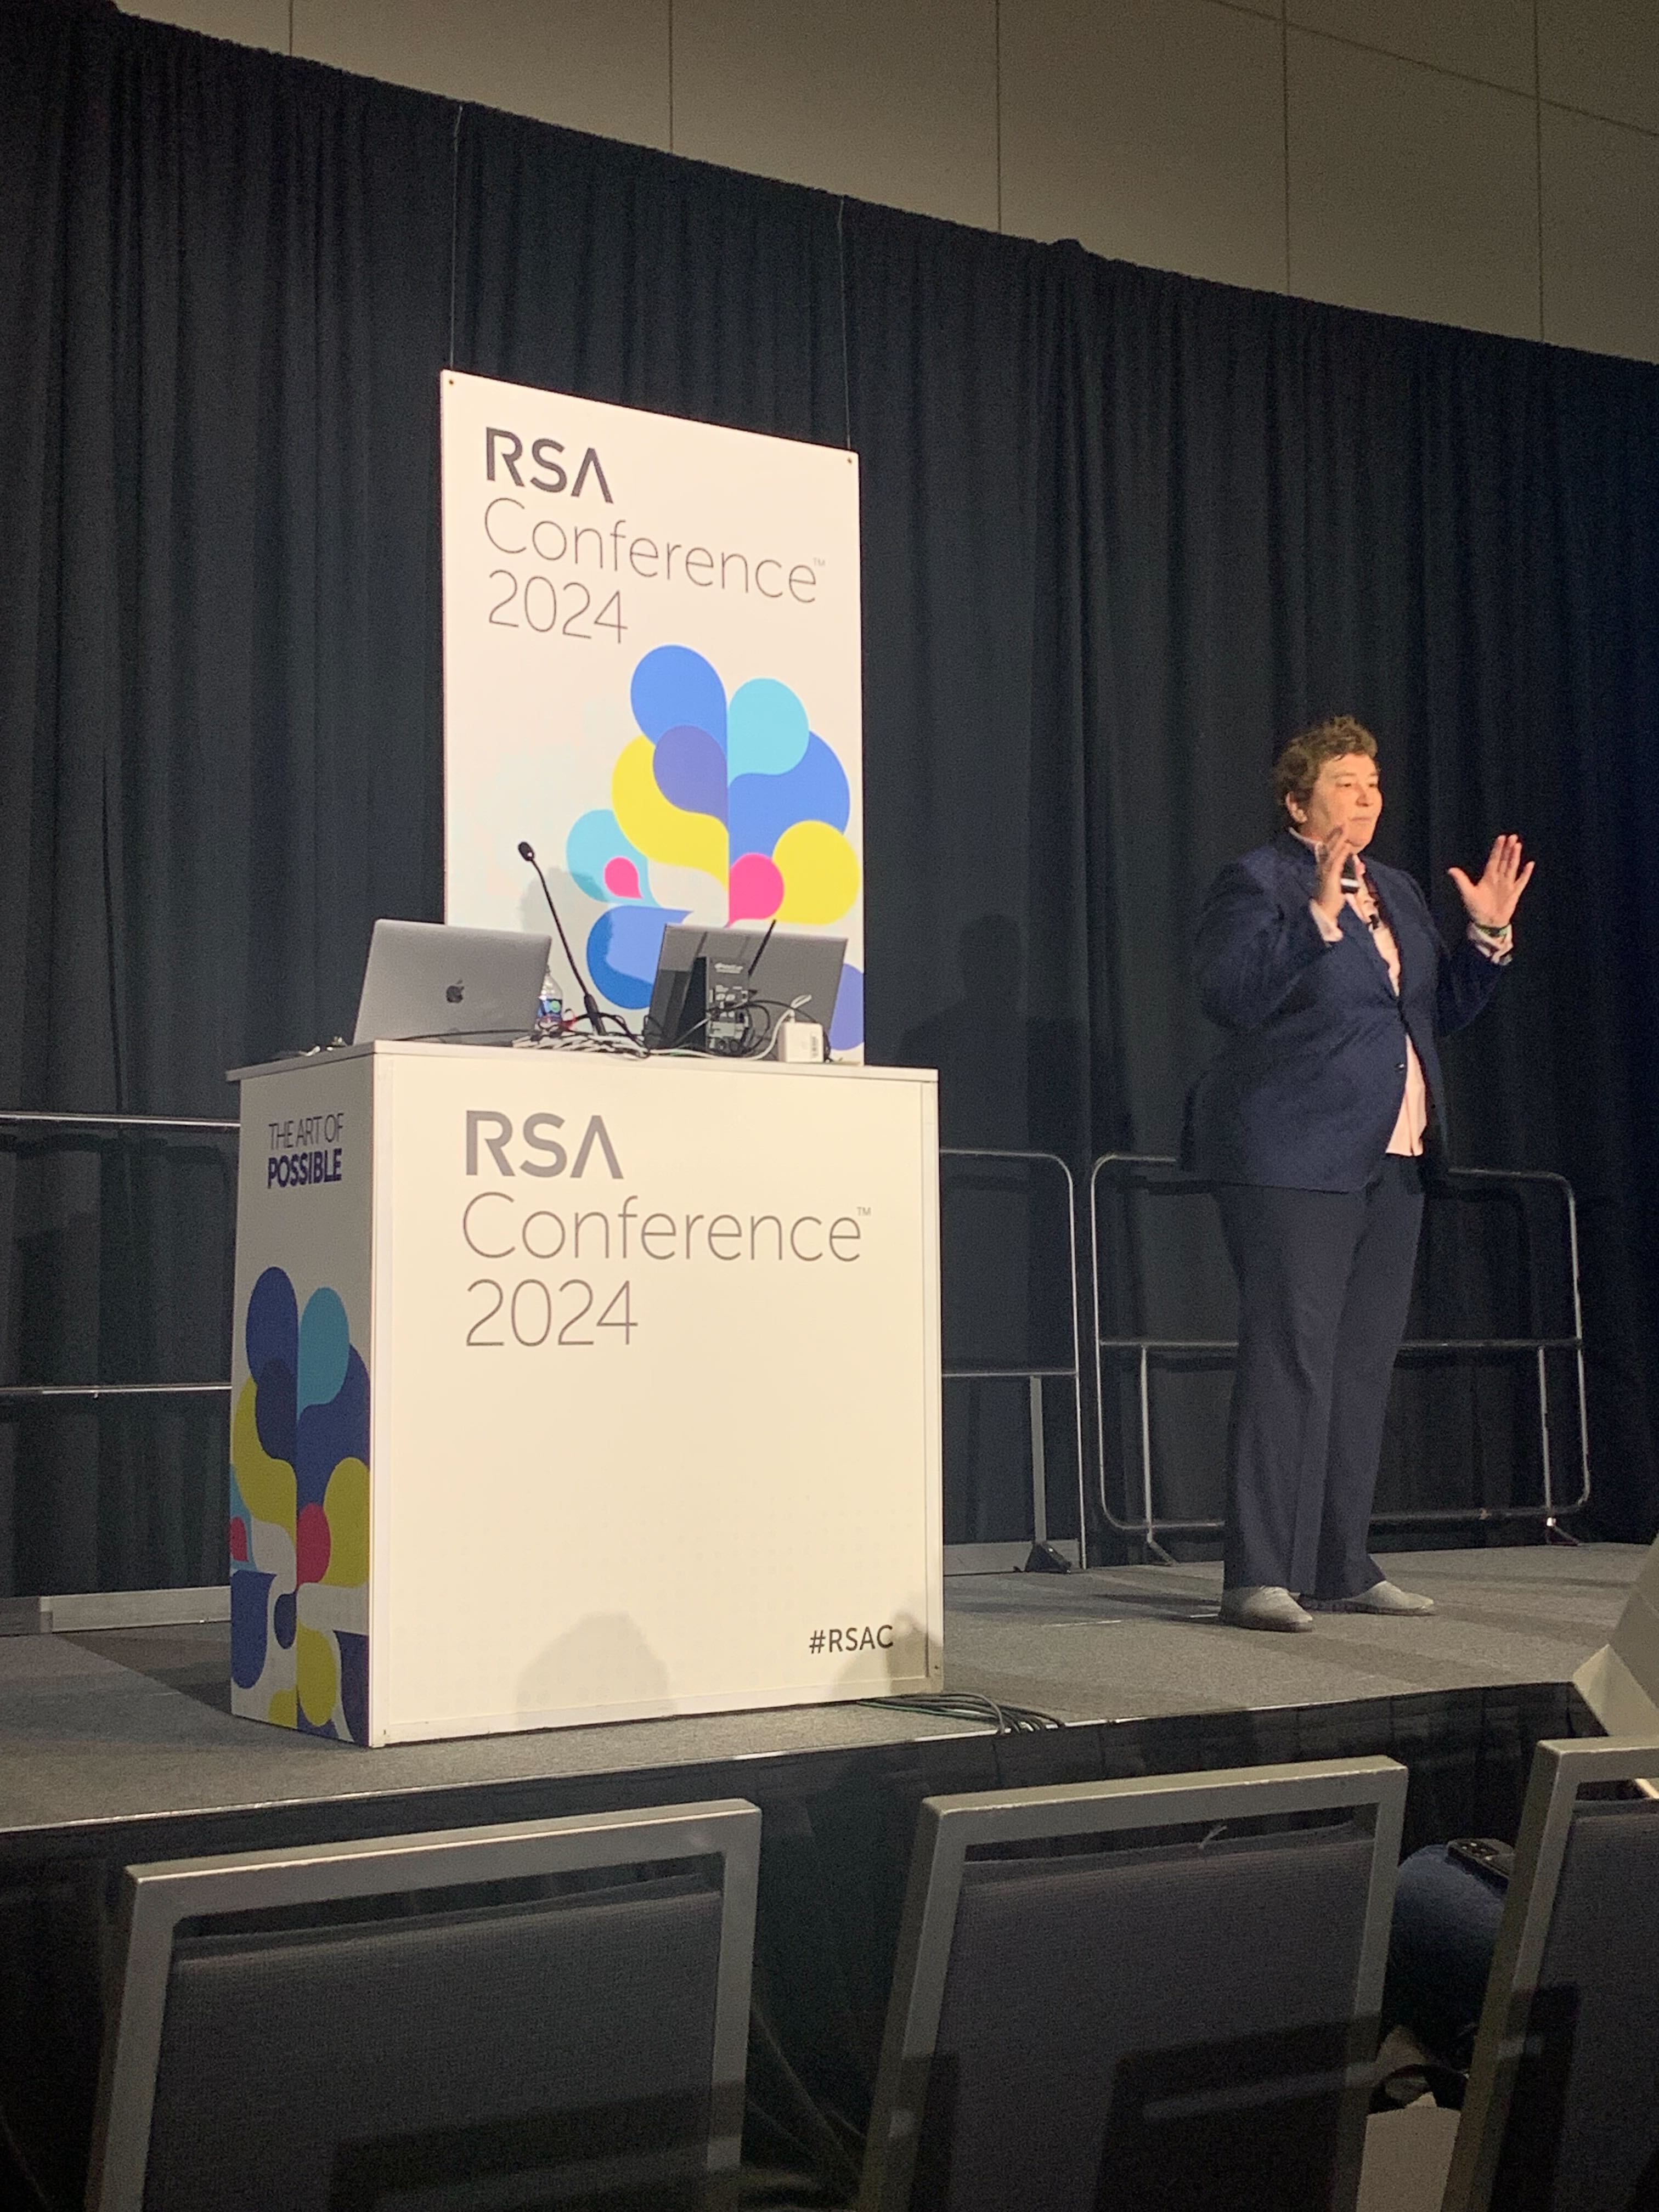 RSA
Conference™
2024
THE ART OF
POSSIBLE
RSA
Conference™
2024
#RSAC